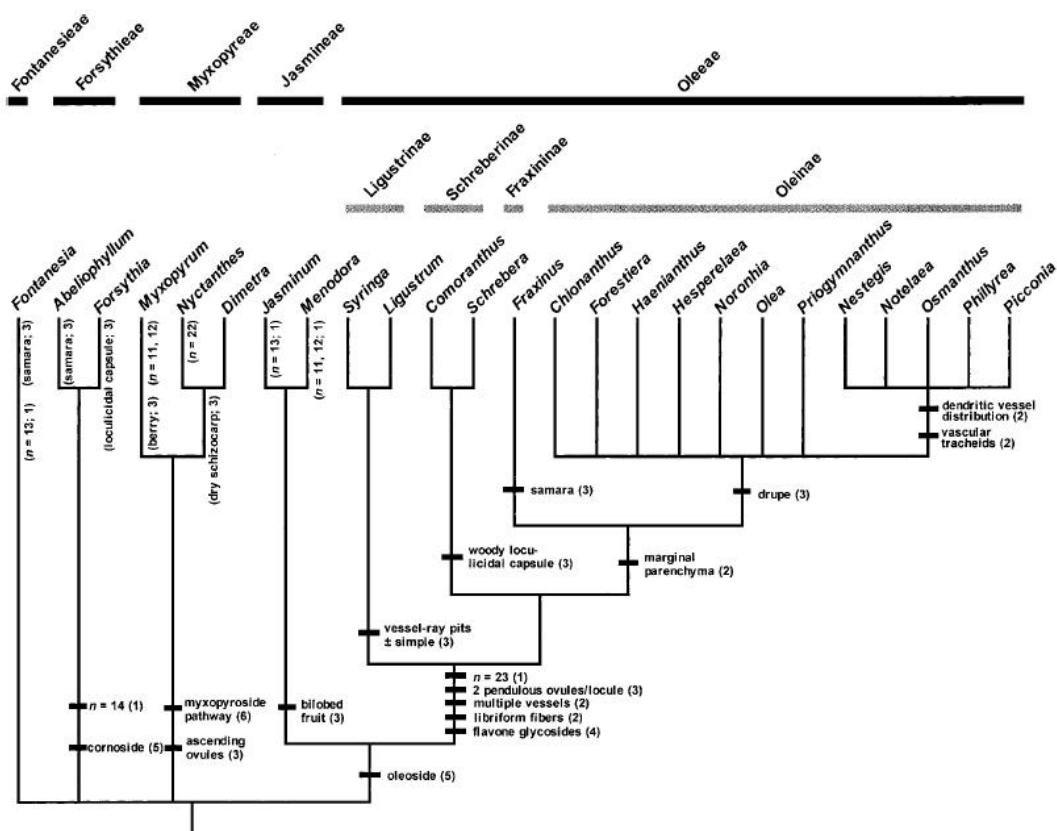 Fontanesieae
Forsythieae
Myxopyreae
Jasmineae
Oleeae
Ligustrinae
Schreberinae
Fraxininae
Oleinae
Fontanesia
Abeliophyllum
Forsythia
Myxopyrum
Nyctanthes
Dimetra
Jasminum
Menodora
Syringa
Ligustrum
Comoranthus
Schrebera
Fraxinus
Chionanthus
Forestiera
Haenianthus
Hesperelaea
Noronhia
Olea
Priogymnanthus
Nestegis
Notelaea
Osmanthus
Phillyrea
Picconia
(n = 13; 1) (samara; 3)
(samara; 3)
(loculicidal capsule; 3)
(berry; 3) (n = 11, 12)
(n = 22)
(dry schizocarp; 3)
(n = 13; 1)
(n = 11, 12; 1)
dendritic vessel
distribution (2)
vascular
tracheids (2)
samara (3)
drupe (3)
woody locu-
licidal capsule (3)
marginal
parenchyma (2)
vessel-ray pits
± simple (3)
n = 23 (1)
2 pendulous ovules/locule (3)
multiple vessels (2)
libriform fibers (2)
flavone glycosides (4)
n = 14 (1)
myxopyroside
pathway (6)
bilobed
fruit (3)
cornoside (5)
ascending
ovules (3)
oleoside (5)